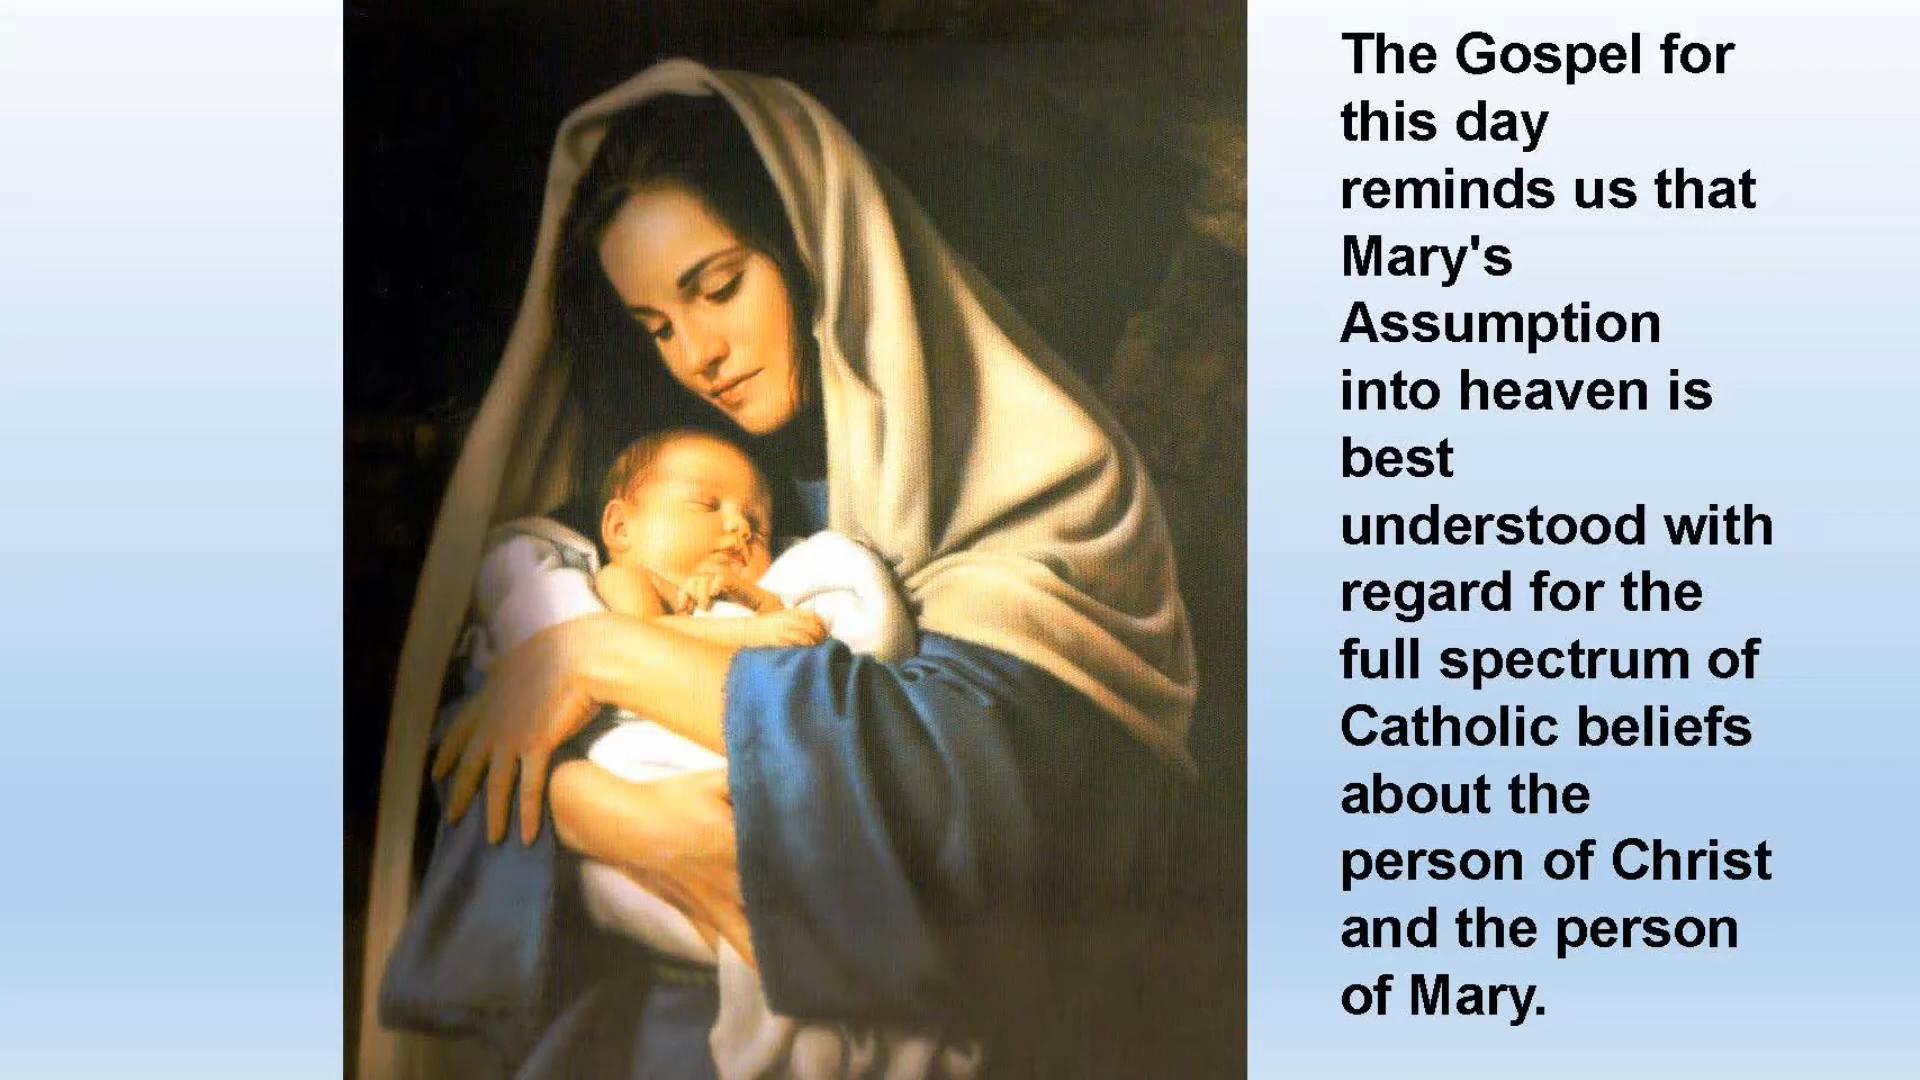 The Gospel for
this day
reminds us that
Mary's
Assumption
into heaven is
best
understood with
regard for the
full spectrum of
Catholic beliefs
about the
person of Christ
and the person
of Mary.